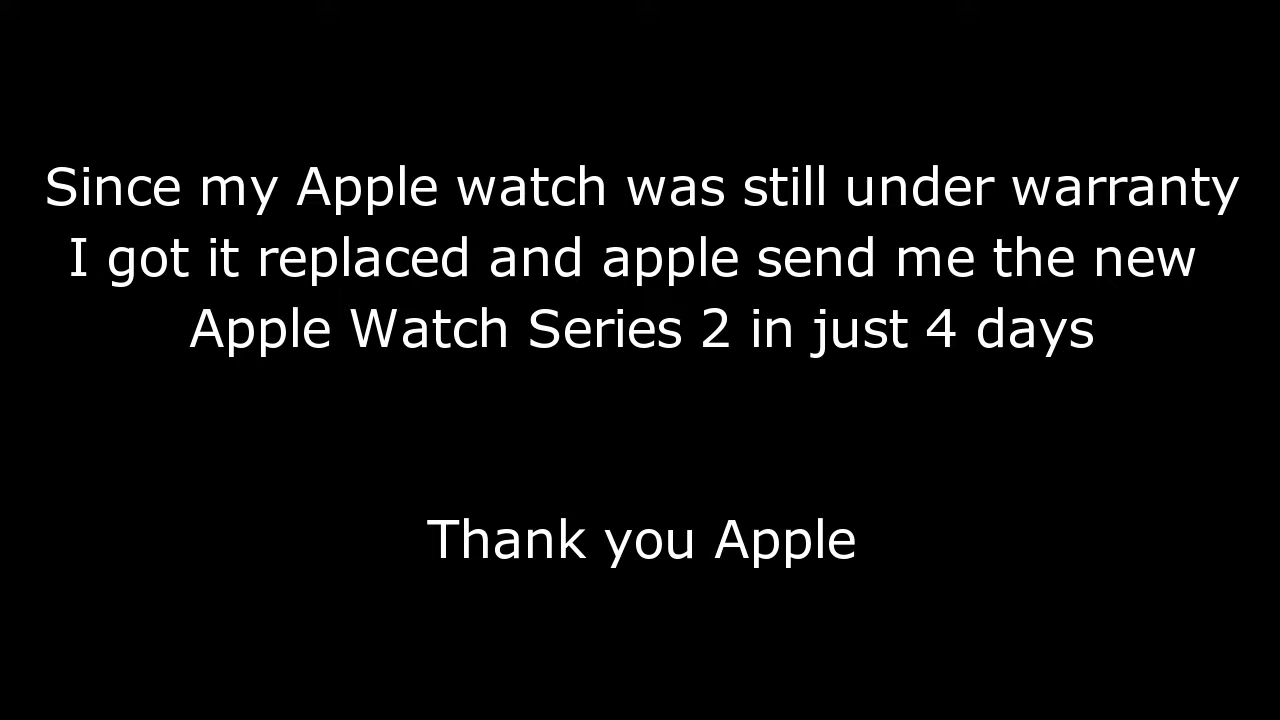 Since my Apple watch was still under warranty
I got it replaced and apple send me the new
Apple Watch Series 2 in just 4 days
Thank you Apple